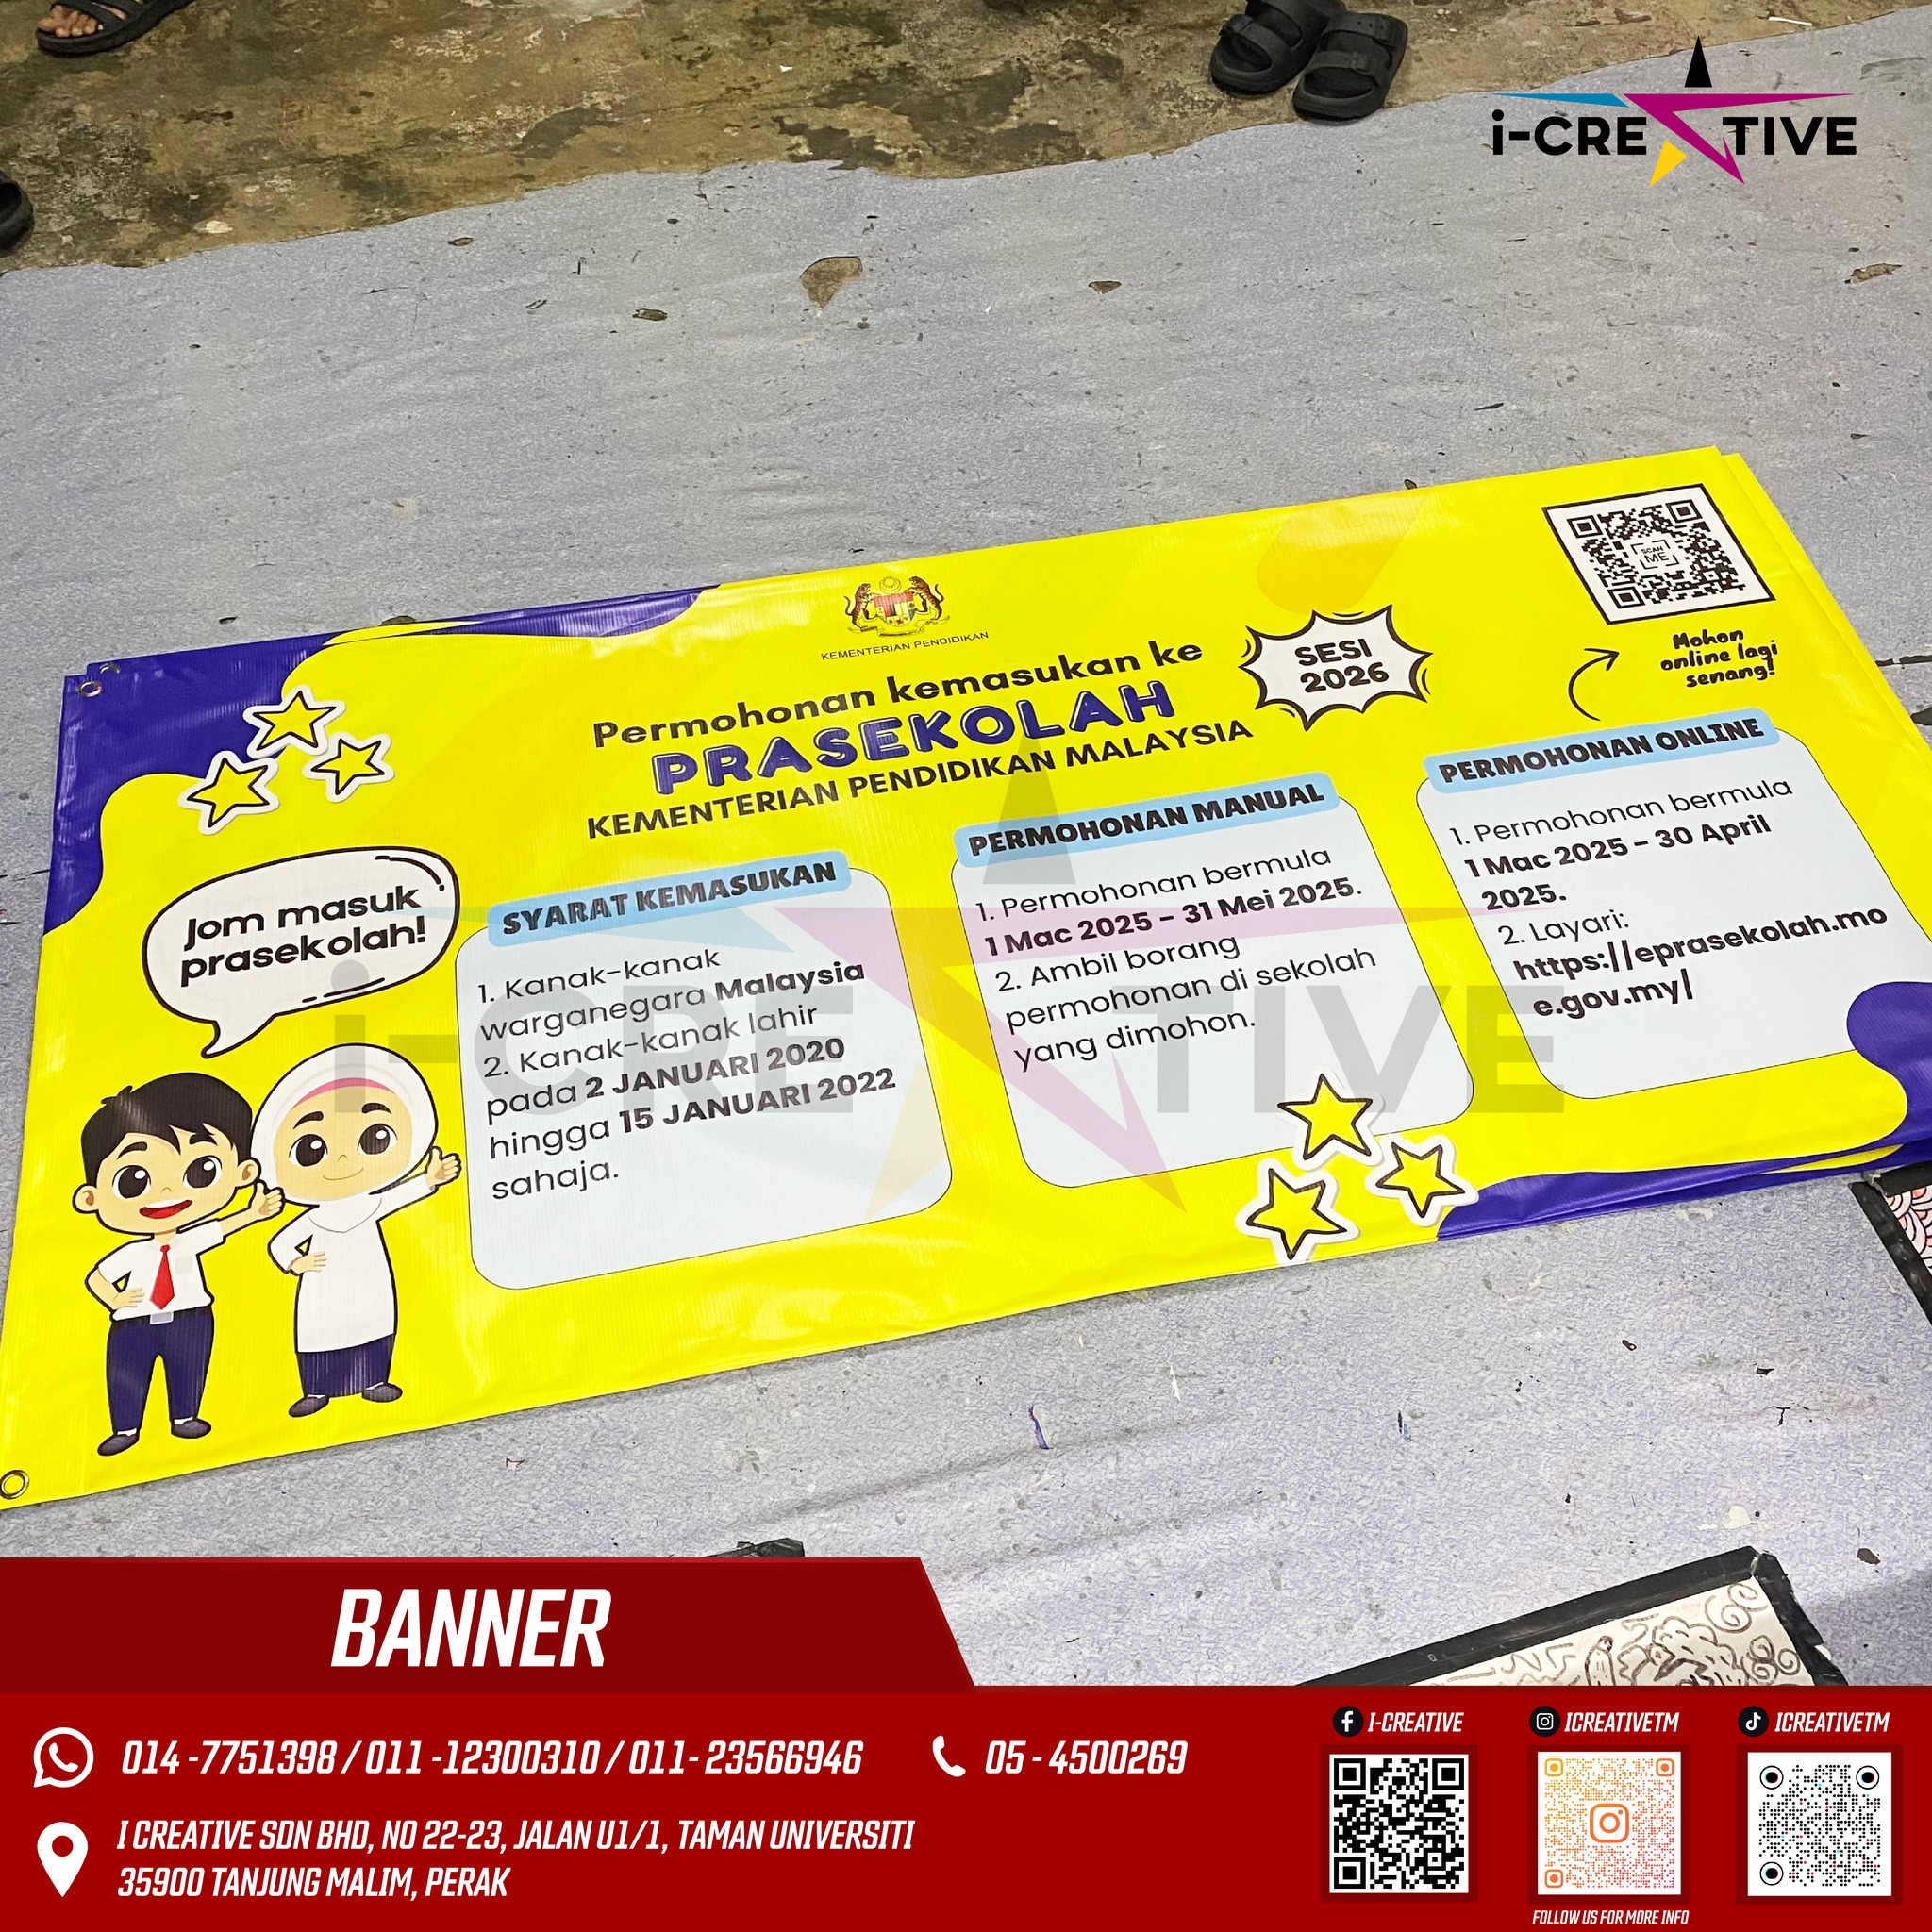 i-CREATIVE
KEMENTERIAN PENDIDIKAN
Permohonan kemasukan ke
PRASEKOLAH
KEMENTERIAN PENDIDIKAN MALAYSIA
SESI
2026
SCAN
ME
Mohon
online lagi
senang!
Jom masuk
prasekolah!
SYARAT KEMASUKAN
1. Kanak-kanak
warganegara Malaysia
2. Kanak-kanak lahir
pada 2 JANUARI 2020
hingga 15 JANUARI 2022
sahaja.
PERMOHONAN MANUAL
1. Permohonan bermula
1 Mac 2025 - 31 Mei 2025.
2. Ambil borang
permohonan di sekolah
yang dimohon.
PERMOHONAN ONLINE
1. Permohonan bermula
1 Mac 2025 - 30 April
2025.
2. Layari:
https://eprasekolah.mo
e.gov.my/
i-CREATIVE
BANNER
014 -7751398 / 011 -12300310 / 011- 23566946
05 - 4500269
I CREATIVE SDN BHD, NO 22-23, JALAN U1/1, TAMAN UNIVERSITI
35900 TANJUNG MALIM, PERAK
I-CREATIVE
ICREATIVETM
ICREATIVETM
FOLLOW US FOR MORE INFO